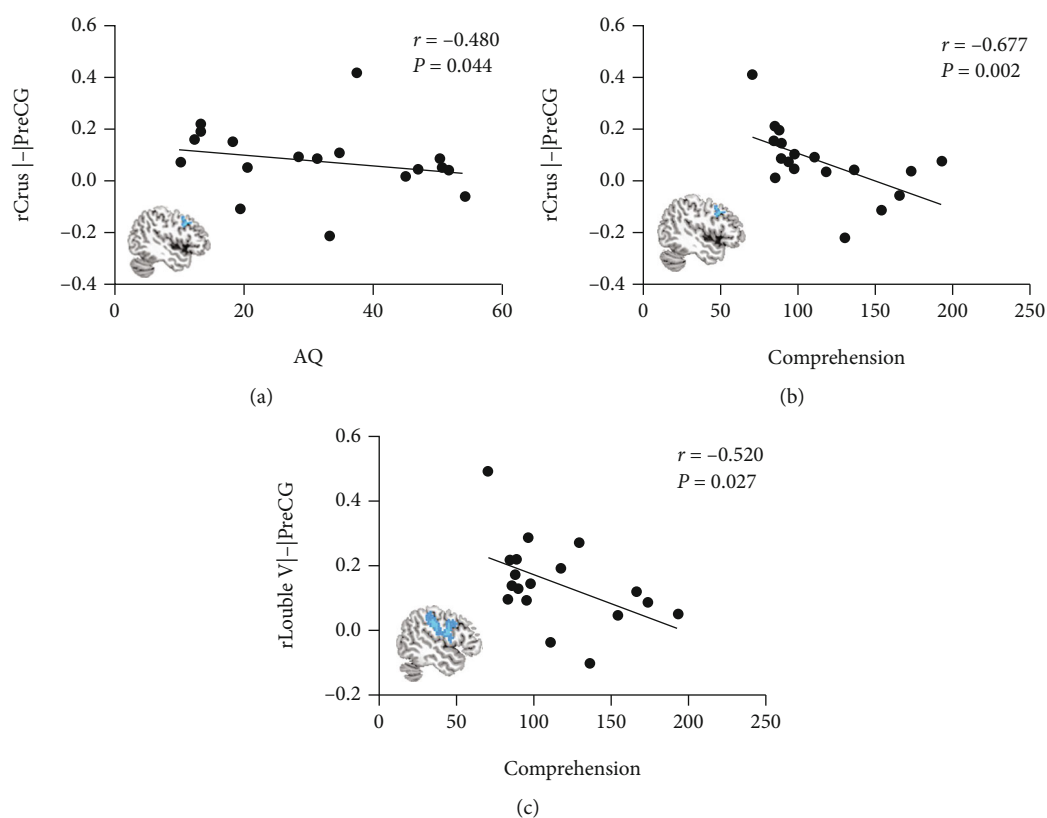 0.6
0.4
0.2
0.0
–0.2
–0.4
rCrus |–|PreCG
r = –0.480
P = 0.044
0
20
40
60
AQ
(a)
0.6
0.4
0.2
0.0
–0.2
–0.4
rCrus |–|PreCG
r = –0.677
P = 0.002
0
50
100
150
200
250
Comprehension
(b)
0.6
0.4
0.2
0.0
–0.2
rLouble V|–|PreCG
r = –0.520
P = 0.027
0
50
100
150
200
250
Comprehension
(c)